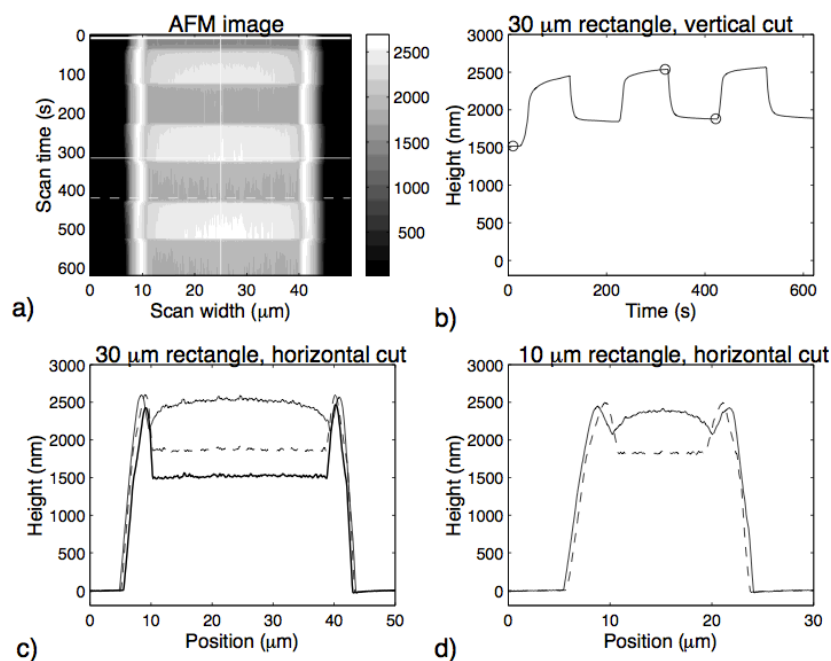 AFM image
0
100
200
300
400
500
600
Scan time (s)
0 10 20 30 40
Scan width (μm)
2500
2000
1500
1000
500
a)
30 μm rectangle, vertical cut
3000
2500
2000
1500
1000
500
0
Height (nm)
0 200 400 600
Time (s)
b)
30 μm rectangle, horizontal cut
3000
2500
2000
1500
1000
500
0
Height (nm)
0 10 20 30 40 50
Position (μm)
c)
10 μm rectangle, horizontal cut
3000
2500
2000
1500
1000
500
0
Height (nm)
0 10 20 30
Position (μm)
d)